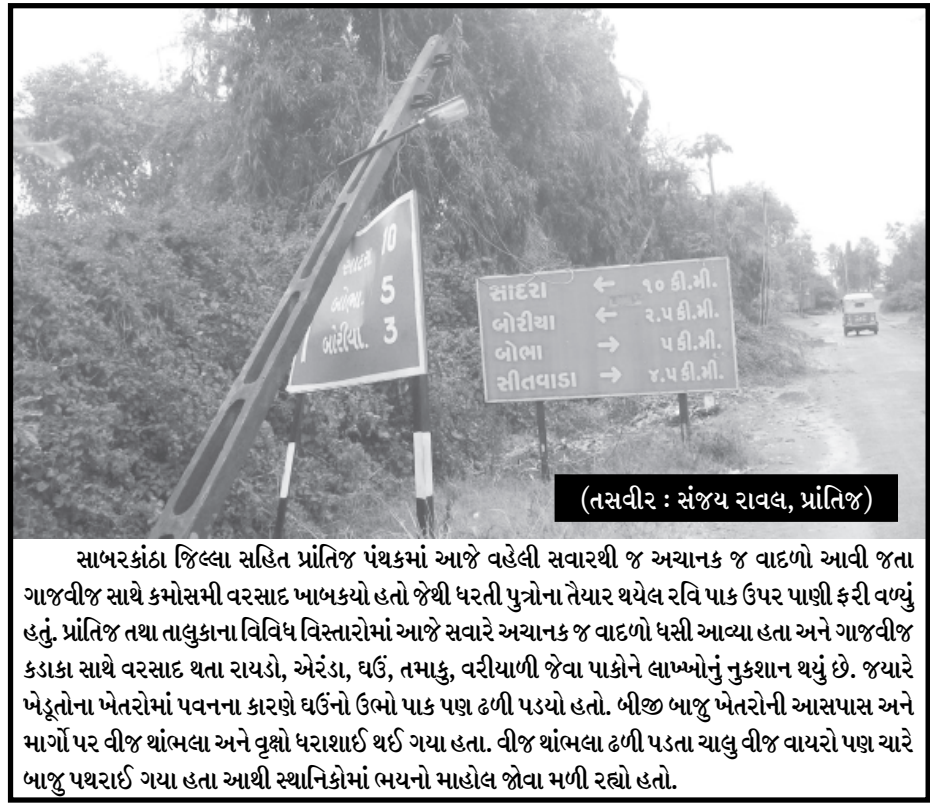 સાદરા 10
બોભા. 5
બોરીયા. 3
સાદરા ← ૧૦ કી.મી.
બોરીયા ← ૨.૫ કી.મી.
બોભા → ૫ કી.મી.
સીતવાડા → ૪.૫ કી.મી.
(તસવીર : સંજય રાવલ, પ્રાંતિજ)
સાબરકાંઠા જિલ્લા સહિત પ્રાંતિજ પંથકમાં આજે વહેલી સવારથી જ અચાનક જ વાદળો આવી જતા
ગાજવીજ સાથે કમોસમી વરસાદ ખાબકયો હતો જેથી ધરતી પુત્રોના તૈયાર થયેલ રવિ પાક ઉપર પાણી ફરી વળ્યું
હતું. પ્રાંતિજ તથા તાલુકાના વિવિધ વિસ્તારોમાં આજે સવારે અચાનક જ વાદળો ધસી આવ્યા હતા અને ગાજવીજ
કડાકા સાથે વરસાદ થતા રાયડો, એરંડા, ઘઉં, તમાકુ, વરીયાળી જેવા પાકોને લાખ્ખોનું નુકશાન થયું છે. જયારે
ખેડૂતોના ખેતરોમાં પવનના કારણે ઘઉંનો ઉભો પાક પણ ઢળી પડયો હતો. બીજી બાજુ ખેતરોની આસપાસ અને
માર્ગો પર વીજ થાંભલા અને વૃક્ષો ધરાશાઈ થઈ ગયા હતા. વીજ થાંભલા ઢળી પડતા ચાલુ વીજ વાયરો પણ ચારે
બાજુ પથરાઈ ગયા હતા આથી સ્થાનિકોમાં ભયનો માહોલ જોવા મળી રહ્યો હતો.